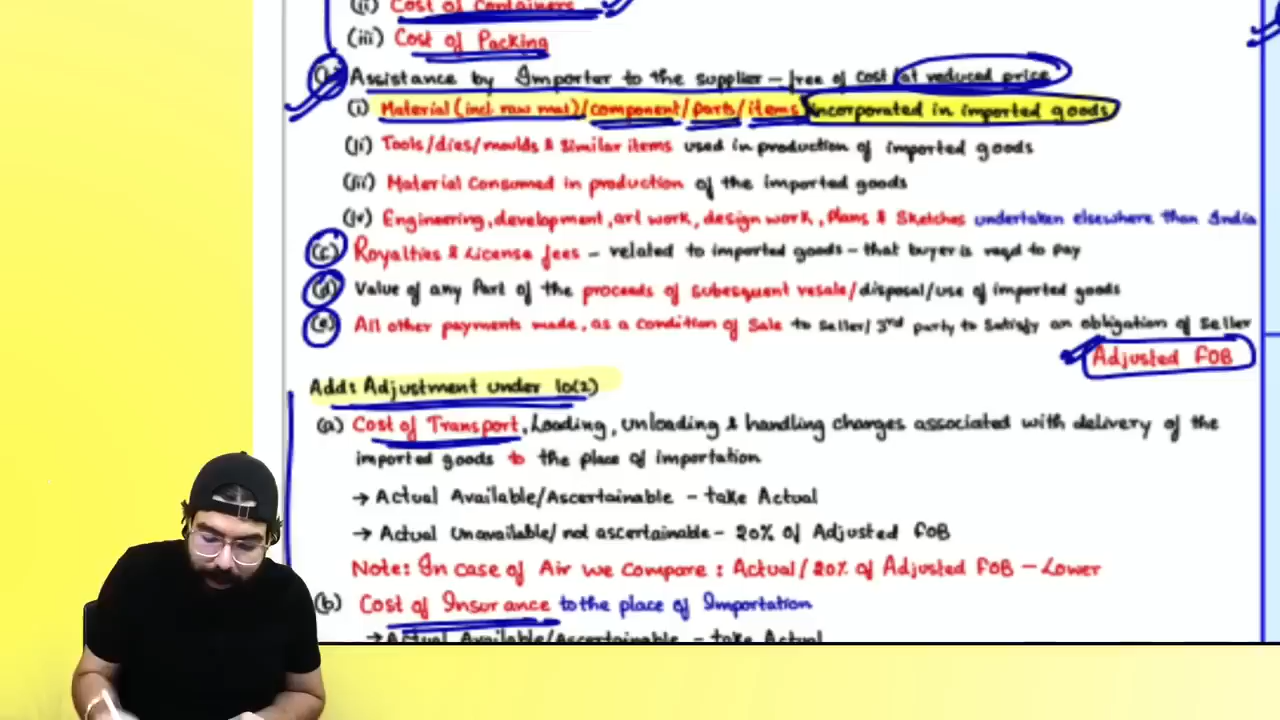 (ii) Cost of Containers
(iii) Cost of Packing
(b) Assistance by Importer to the supplier – free of cost/at reduced price
(i) Material (incl. raw mat)/component/parts/items incorporated in imported goods
(ii) Tools/dies/moulds & Similar items used in production of imported goods
(iii) Material Consumed in production of the imported goods
(iv) Engineering, development, art work, design work, plans & Sketches undertaken elsewhere than India
(c) Royalties & License fees – related to imported goods – that buyer is reqd to pay
(d) Value of any Part of the proceeds of subsequent resale/disposal/use of imported goods
(e) All other payments made, as a condition of Sale to Seller/3rd party to Satisfy an obligation of Seller
Adjusted FOB
Add: Adjustment under 10(2)
(a) Cost of Transport, Loading, unloading & handling charges associated with delivery of the
imported goods to the place of importation
→ Actual Available/Ascertainable – take Actual
→ Actual Unavailable/not ascertainable – 20% of Adjusted FOB
Note: In case of Air we Compare: Actual/20% of Adjusted FOB – Lower
(b) Cost of Insurance to the place of Importation
→ Actual Available/Ascertainable – take Actual